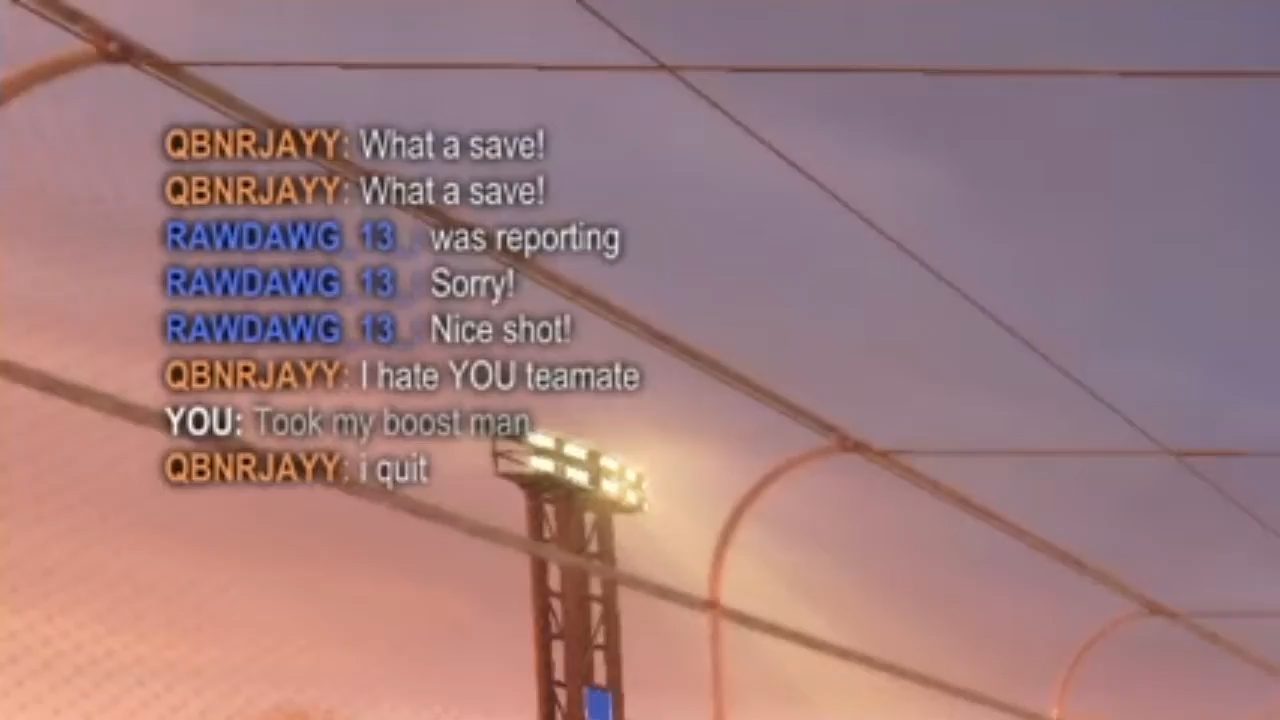 QBNRJAYY: What a save!
QBNRJAYY: What a save!
RAWDAWG_13_: was reporting
RAWDAWG_13_: Sorry!
RAWDAWG_13_: Nice shot!
QBNRJAYY: I hate YOU teamate
YOU: Took my boost man
QBNRJAYY: i quit